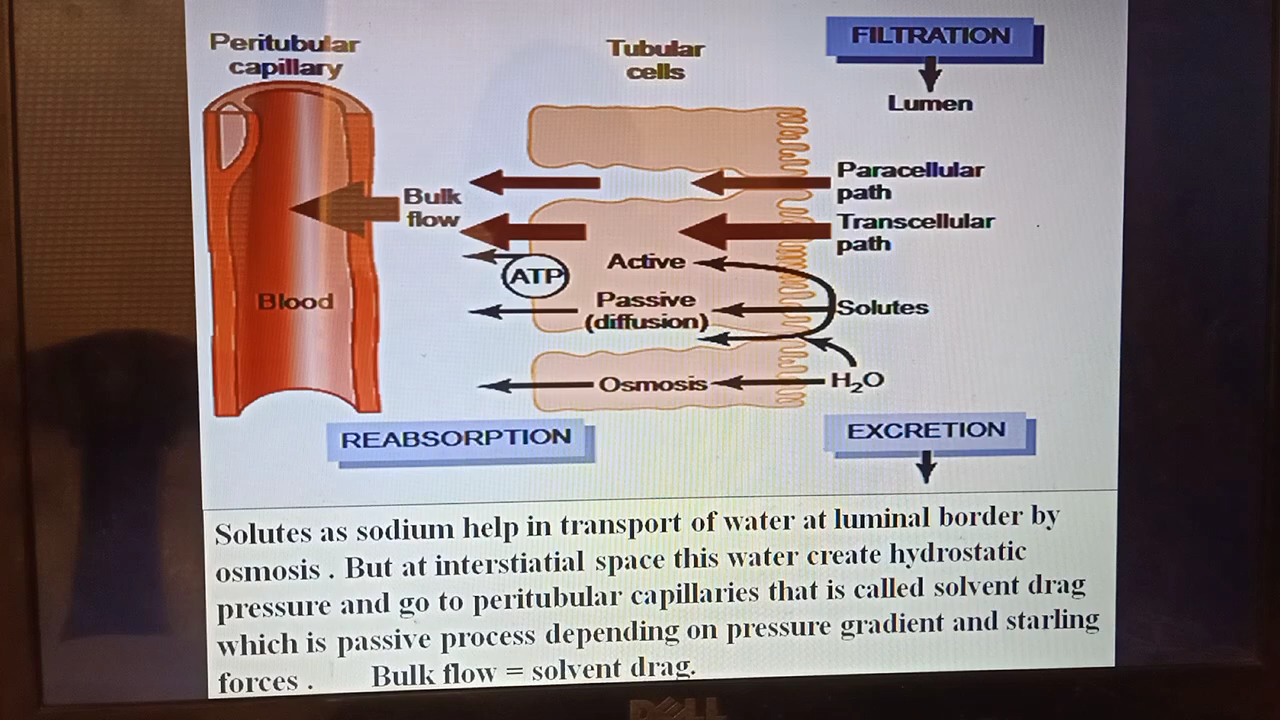 Peritubular
capillary
Tubular
cells
FILTRATION
Lumen
Paracellular
path
Bulk
flow
Transcellular
path
Active
ATP
Blood
Passive
(diffusion)
Solutes
Osmosis
H₂O
REABSORPTION
EXCRETION
Solutes as sodium help in transport of water at luminal border by
osmosis . But at interstiatial space this water create hydrostatic
pressure and go to peritubular capillaries that is called solvent drag
which is passive process depending on pressure gradient and starling
forces . Bulk flow = solvent drag.
DELL